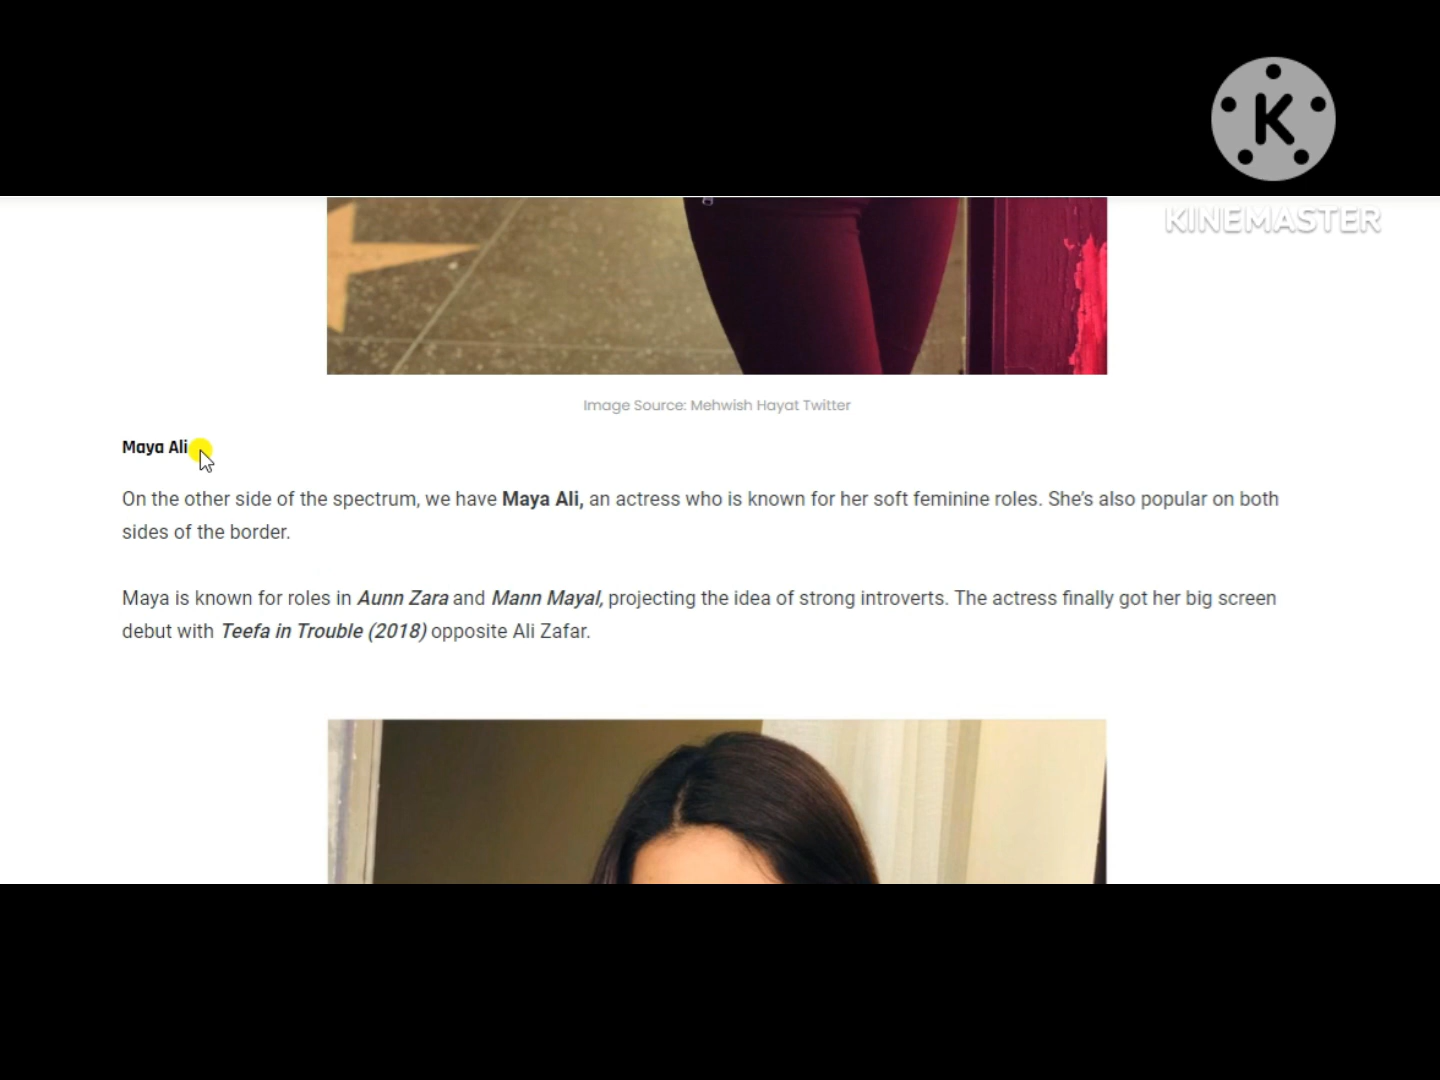 K
KINEMASTER
Image Source: Mehwish Hayat Twitter
Maya Ali
On the other side of the spectrum, we have Maya Ali, an actress who is known for her soft feminine roles. She's also popular on both
sides of the border.
Maya is known for roles in Aunn Zara and Mann Mayal, projecting the idea of strong introverts. The actress finally got her big screen
debut with Teefa in Trouble (2018) opposite Ali Zafar.